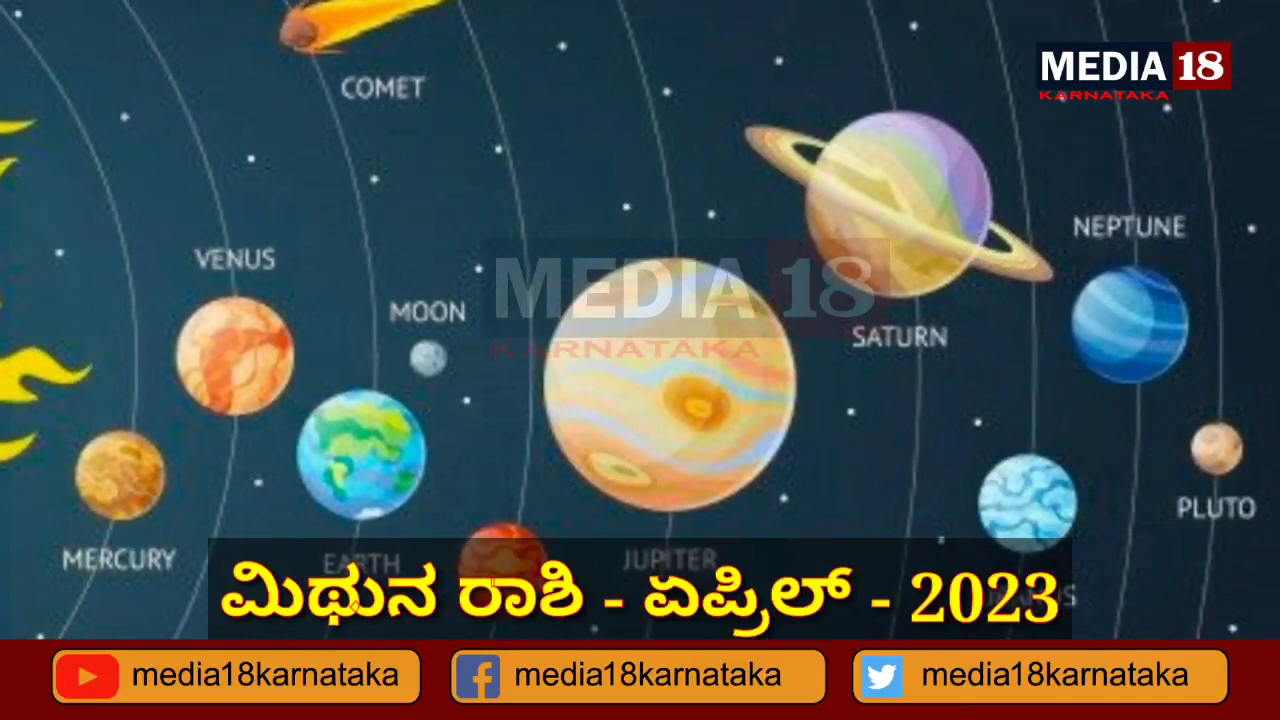 COMET
MEDIA 18
KARNATAKA
VENUS
MOON
NEPTUNE
MEDIA 18
KARNATAKA
SATURN
PLUTO
MERCURY
EARTH
JUPITER
ಮಿಥುನ ರಾಶಿ - ಏಪ್ರಿಲ್ - 2023
media18karnataka
media18karnataka
media18karnataka